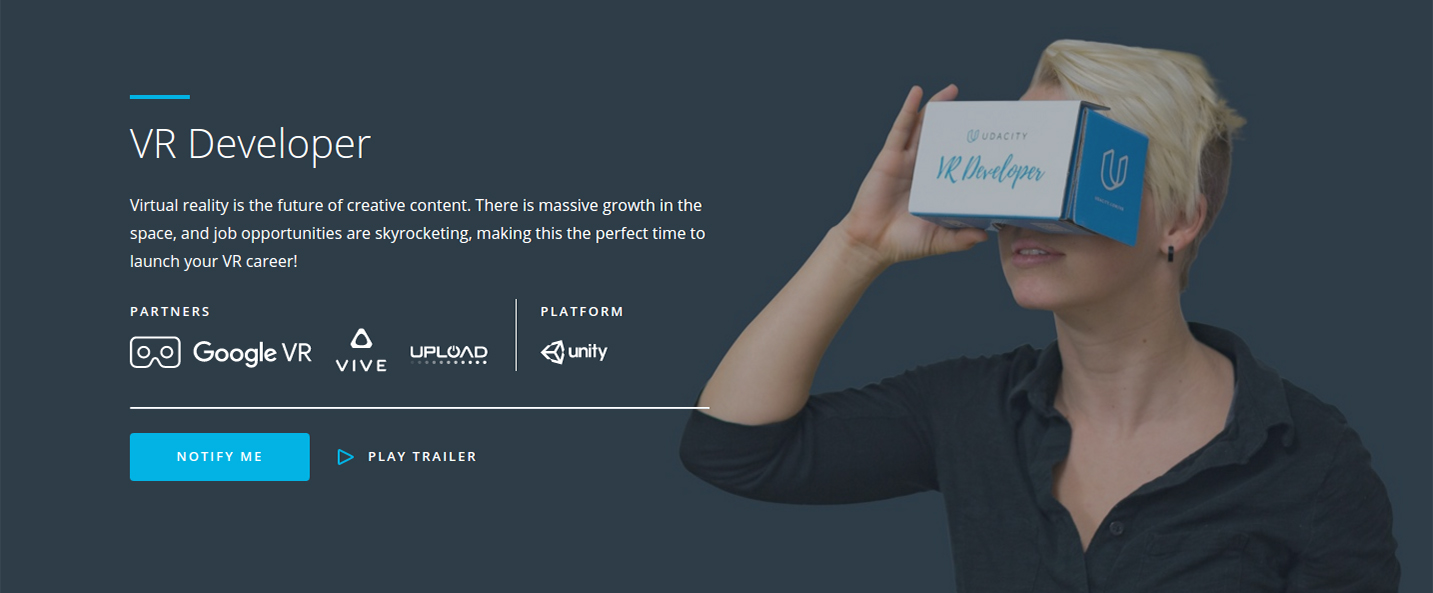 VR Developer
Virtual reality is the future of creative content. There is massive growth in the
space, and job opportunities are skyrocketing, making this the perfect time to
launch your VR career!
PARTNERS
Google VR
VIVE
UPLOAD
PLATFORM
unity
NOTIFY ME
PLAY TRAILER
UDACITY
VR Developer